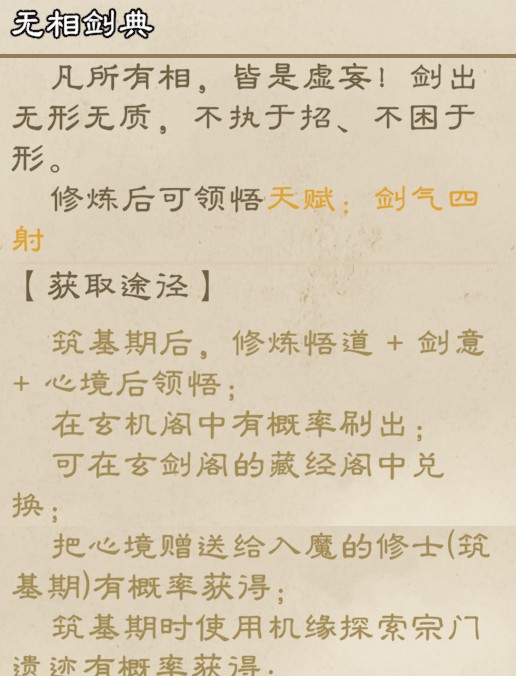 无相剑典
凡所有相，皆是虚妄！剑出
无形无质，不执于招、不困于
形。
修炼后可领悟天赋：剑气四
射
【获取途径】
筑基期后，修炼悟道 + 剑意
+ 心境后领悟；
在玄机阁中有概率刷出；
可在玄剑阁的藏经阁中兑
换；
把心境赠送给入魔的修士(筑
基期)有概率获得；
筑基期时使用机缘探索宗门
遗迹有概率获得；